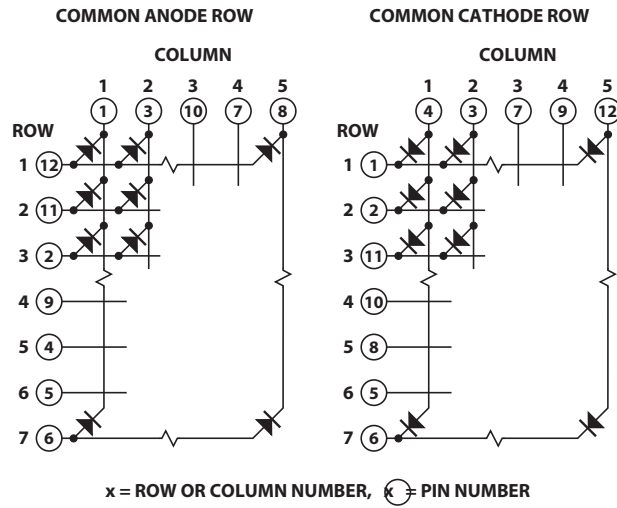 COMMON ANODE ROW
COMMON CATHODE ROW
COLUMN
COLUMN
1 2 3 4 5
1 3 10 7 8
1 2 3 4 5
4 3 7 9 12
ROW
ROW
1 12
1 1
2 11
2 2
3 2
3 11
4 9
4 10
5 4
5 8
6 5
6 5
7 6
7 6
x = ROW OR COLUMN NUMBER, x = PIN NUMBER